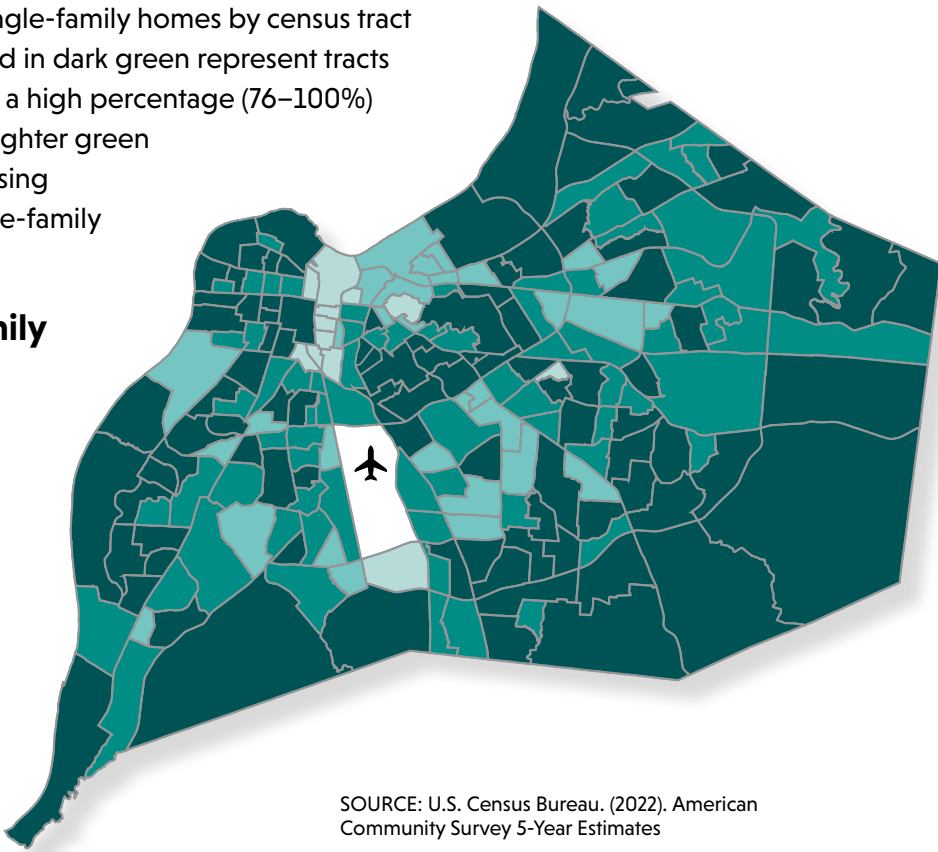 ngle-family homes by census tract
d in dark green represent tracts
a high percentage (76–100%)
ghter green
sing
e-family
nily
SOURCE: U.S. Census Bureau. (2022). American
Community Survey 5-Year Estimates